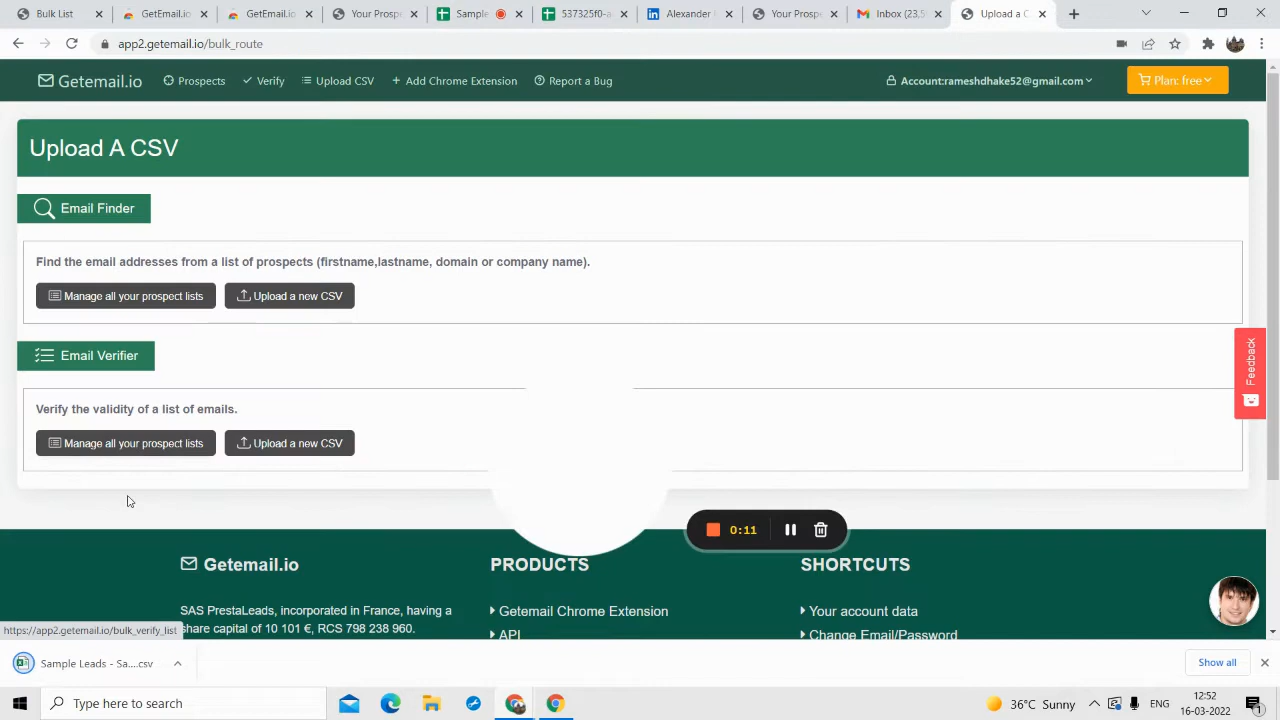 Bulk List
GetEmail.io
GetEmail.io
Your Prosp
Sample
537325f0-a
Alexander
Your Prosp
Inbox (23,5
Upload a C
app2.getemail.io/bulk_route
Getemail.io
Prospects
Verify
Upload CSV
+ Add Chrome Extension
Report a Bug
Account:rameshdhake52@gmail.com
Plan: free
Upload A CSV
Email Finder
Find the email addresses from a list of prospects (firstname,lastname, domain or company name).
Manage all your prospect lists
Upload a new CSV
Feedback
Email Verifier
Verify the validity of a list of emails.
Manage all your prospect lists
Upload a new CSV
0:11
Getemail.io
PRODUCTS
SHORTCUTS
SAS PrestaLeads, incorporated in France, having a
share capital of 10 101 €, RCS 798 238 960.
Getemail Chrome Extension
API
Your account data
Change Email/Password
https://app2.getemail.io/bulk_verify_list
Sample Leads - Sa....csv
Show all
Type here to search
36°C Sunny
ENG
12:52
16-03-2022
1